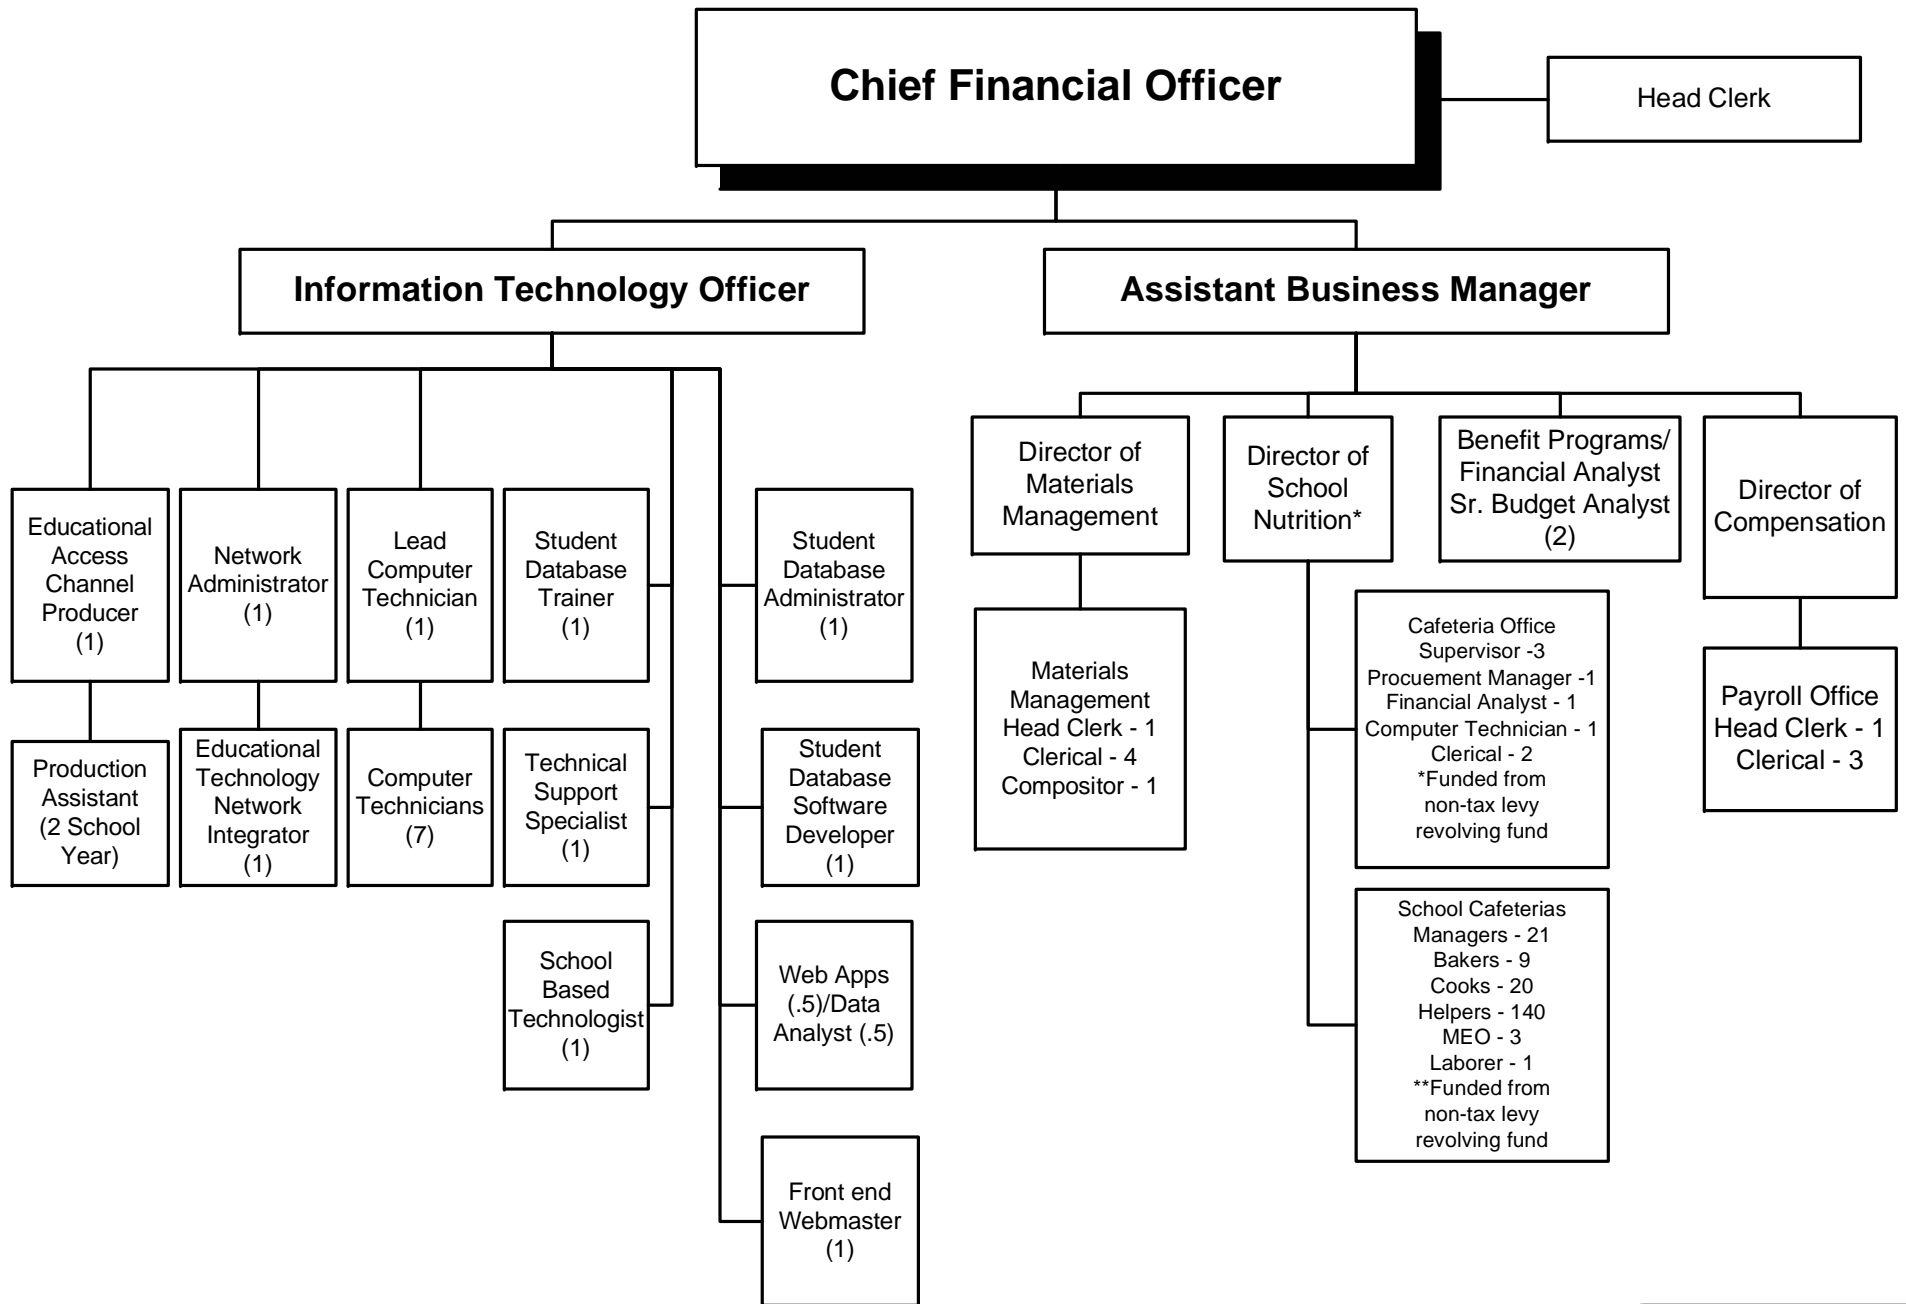 Chief Financial Officer
Head Clerk
Information Technology Officer
Assistant Business Manager
Educational
Access
Channel
Producer
(1)
Network
Administrator
(1)
Lead
Computer
Technician
(1)
Student
Database
Trainer
(1)
Student
Database
Administrator
(1)
Production
Assistant
(2 School
Year)
Educational
Technology
Network
Integrator
(1)
Computer
Technicians
(7)
Technical
Support
Specialist
(1)
Student
Database
Software
Developer
(1)
School
Based
Technologist
(1)
Web Apps
(.5)/Data
Analyst (.5)
Front end
Webmaster
(1)
Director of
Materials
Management
Director of
School
Nutrition*
Benefit Programs/
Financial Analyst
Sr. Budget Analyst
(2)
Director of
Compensation
Materials
Management
Head Clerk - 1
Clerical - 4
Compositor - 1
Cafeteria Office
Supervisor -3
Procurement Manager -1
Financial Analyst - 1
Computer Technician - 1
Clerical - 2
*Funded from
non-tax levy
revolving fund
Payroll Office
Head Clerk - 1
Clerical - 3
School Cafeterias
Managers - 21
Bakers - 9
Cooks - 20
Helpers - 140
MEO - 3
Laborer - 1
**Funded from
non-tax levy
revolving fund